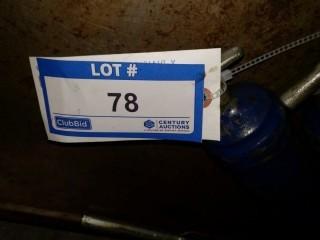 LOT #
78
ClubBid
CENTURY
AUCTIONS